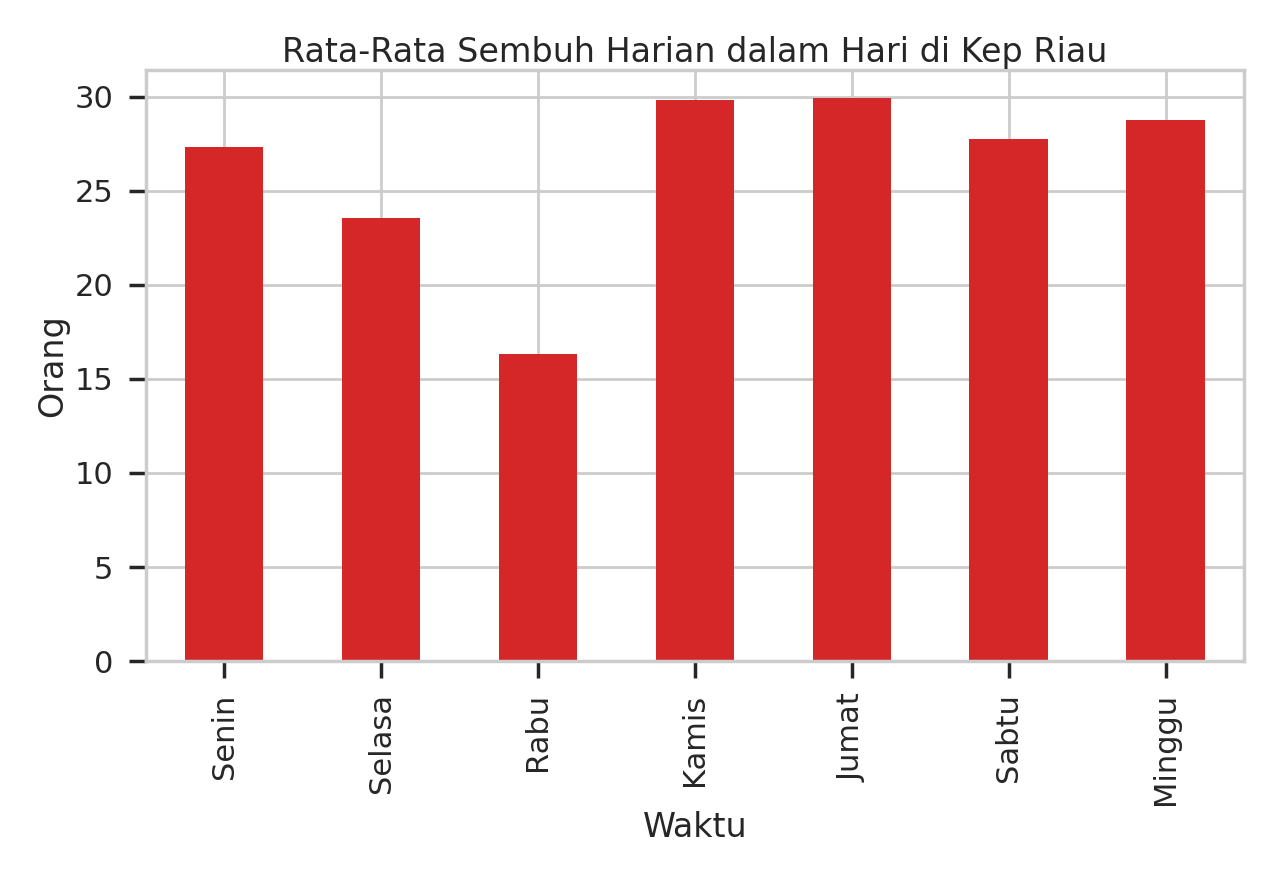 Rata-Rata Sembuh Harian dalam Hari di Kep Riau
30
25
20
15
10
5
0
Orang
Senin
Selasa
Rabu
Kamis
Jumat
Sabtu
Minggu
Waktu